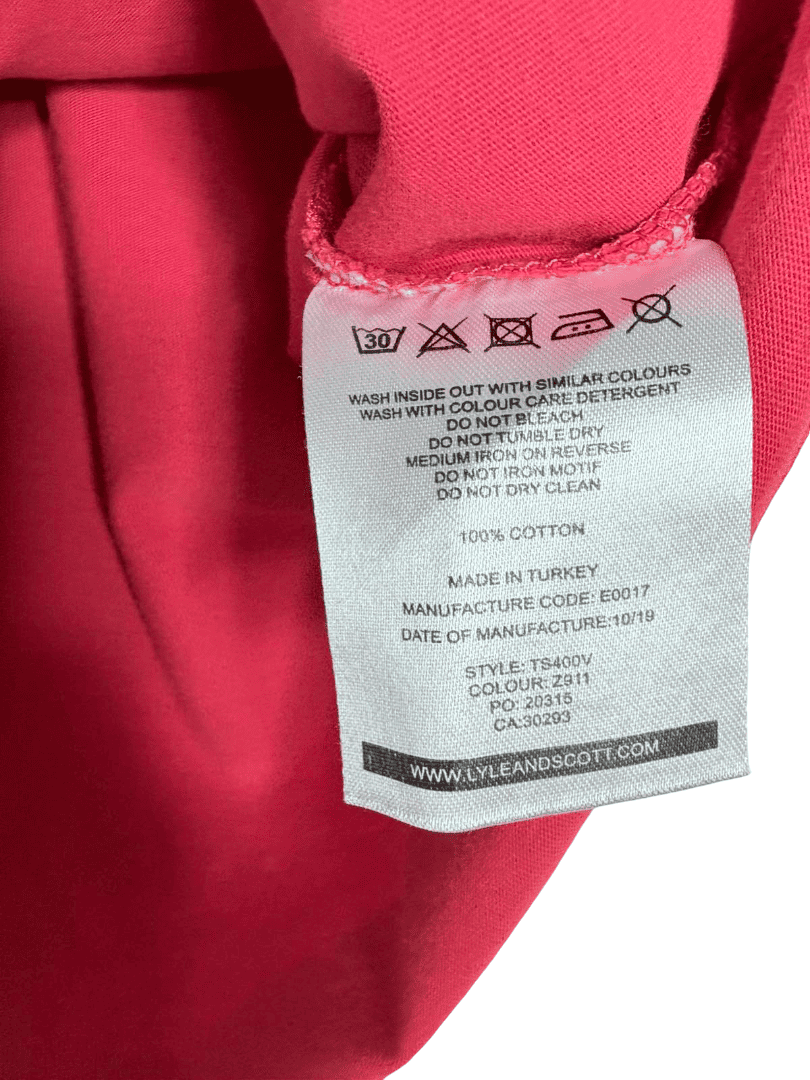 30
WASH INSIDE OUT WITH SIMILAR COLOURS
WASH WITH COLOUR CARE DETERGENT
DO NOT BLEACH
DO NOT TUMBLE DRY
MEDIUM IRON ON REVERSE
DO NOT IRON MOTIF
DO NOT DRY CLEAN
100% COTTON
MADE IN TURKEY
MANUFACTURE CODE: E0017
DATE OF MANUFACTURE:10/19
STYLE: TS400V
COLOUR: Z911
PO: 20315
CA:30293
WWW.LYLEANDSCOTT.COM